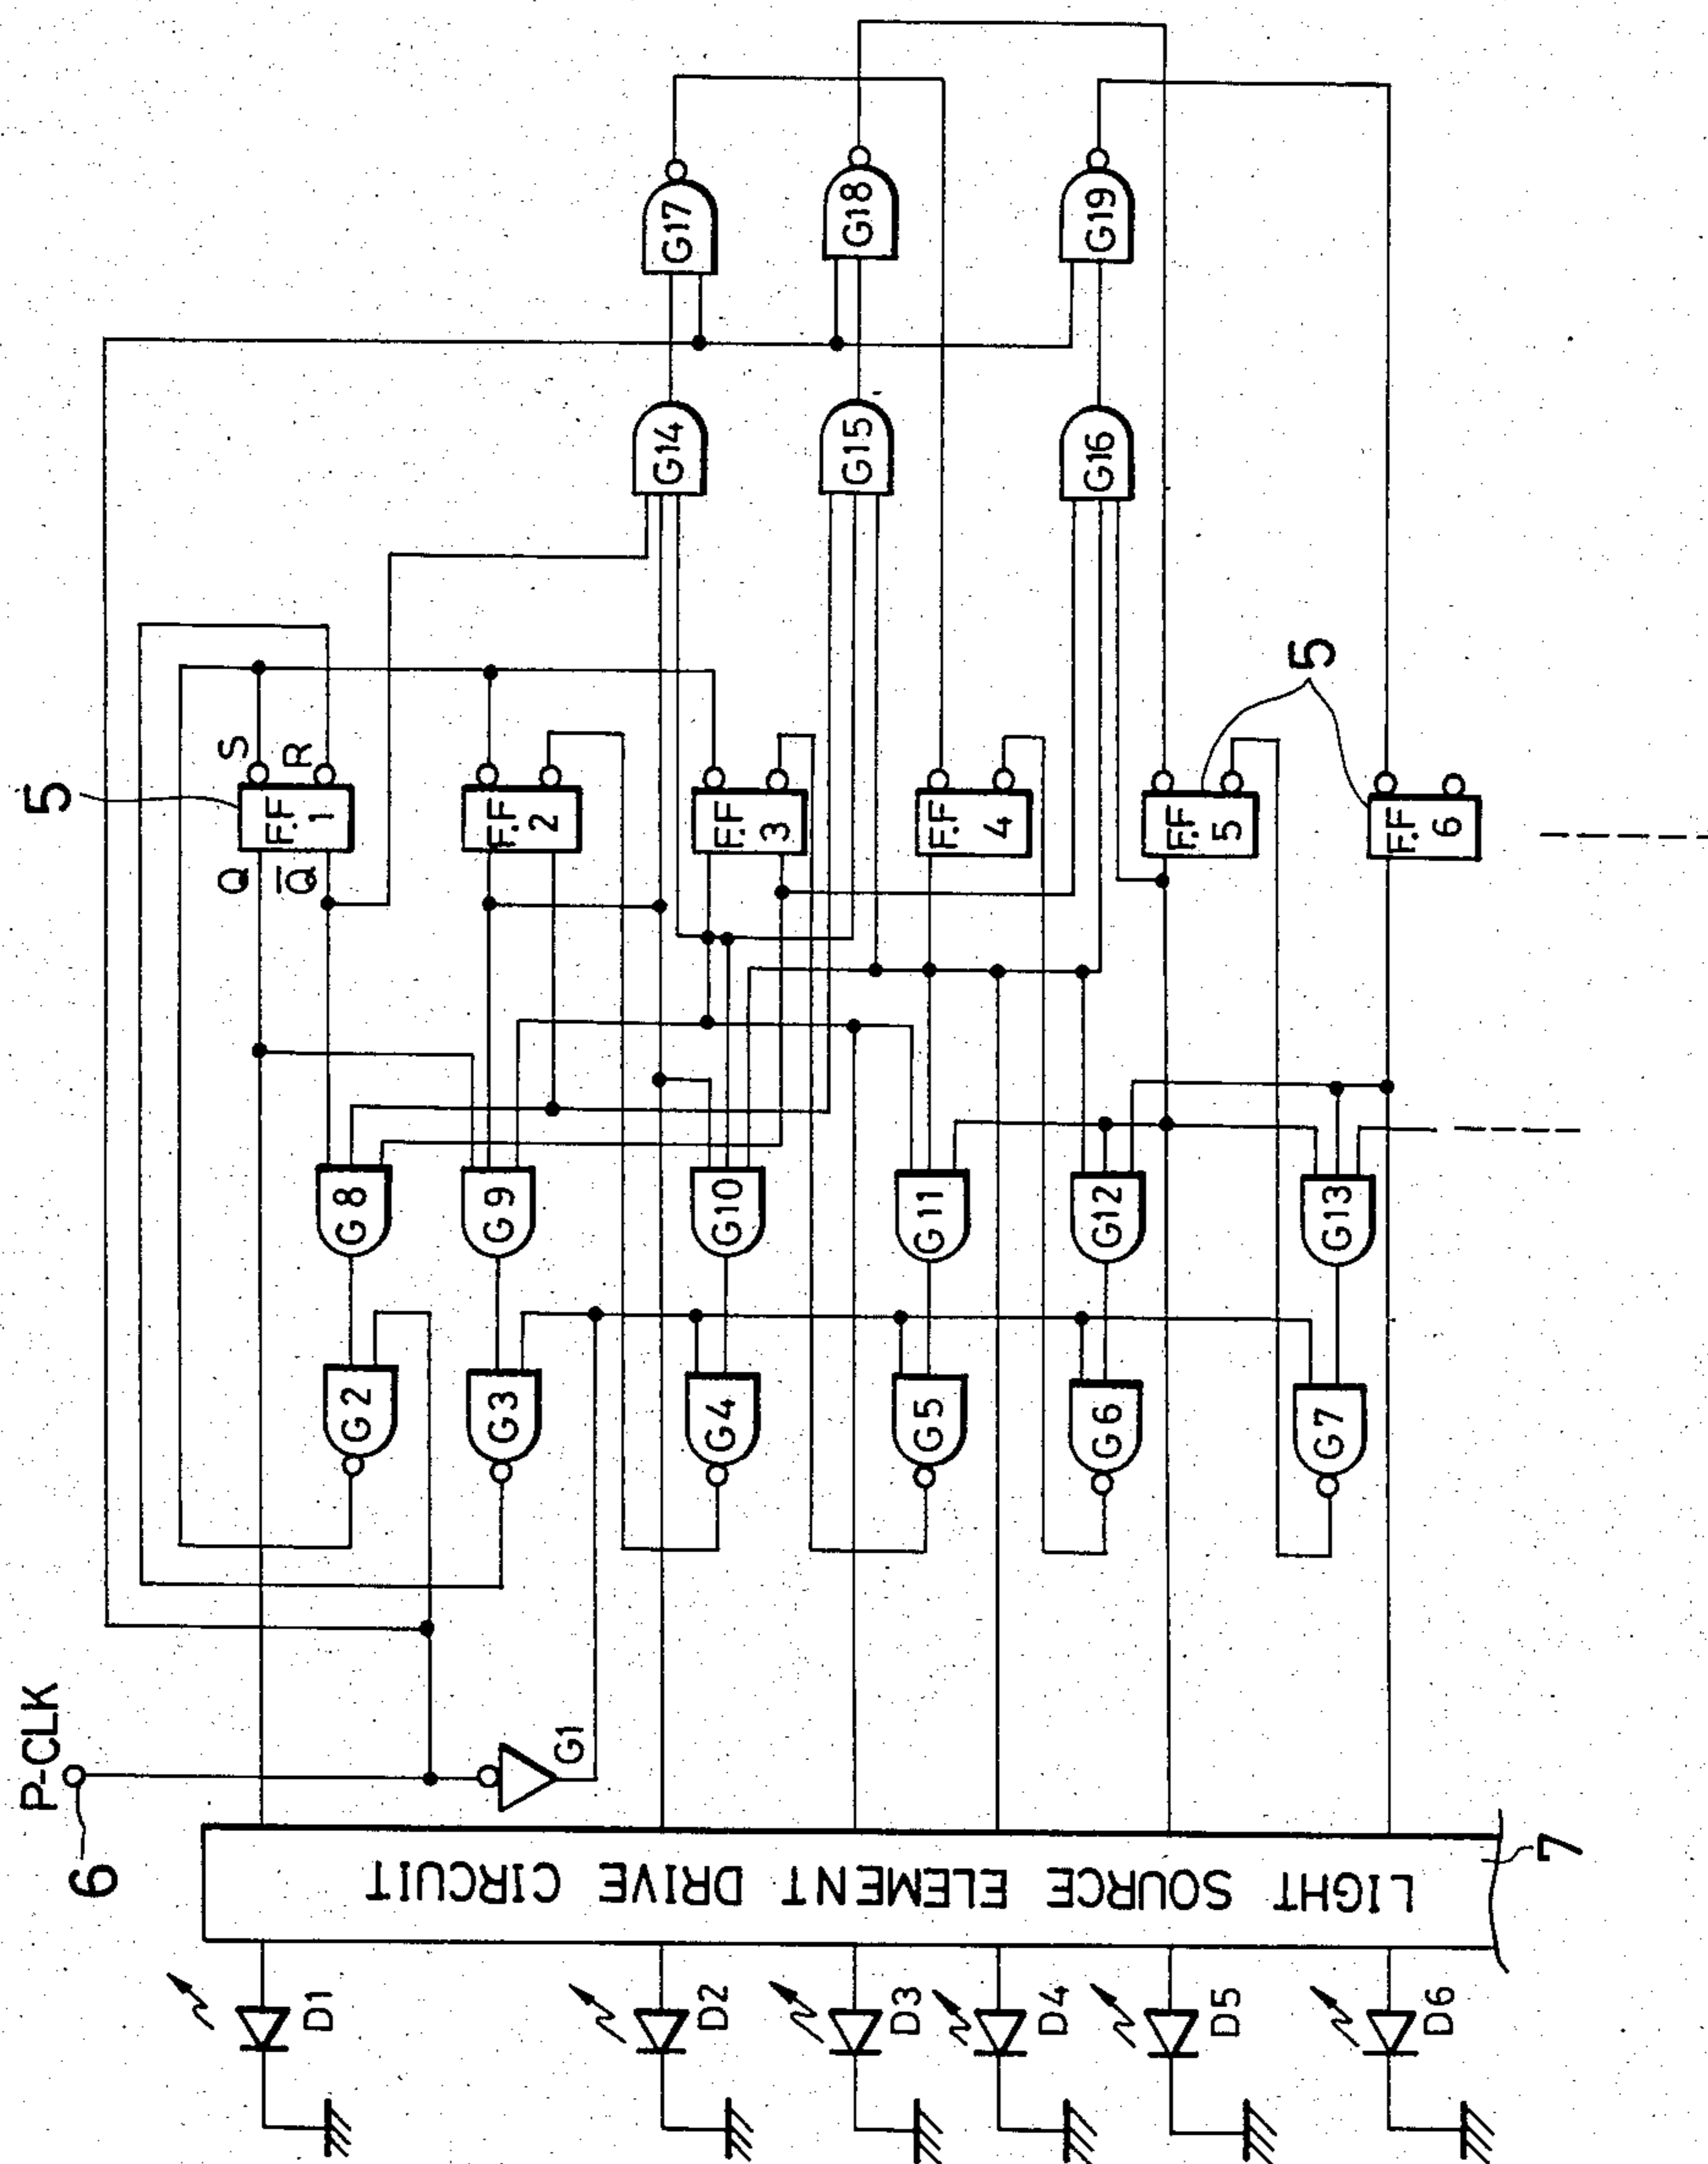 G17
G18
G19
G14
G15
G16
5
5
S
R
F.F
1
F.F
2
F.F
3
F.F
4
F.F
5
F.F
6
Q
Q̅
G8
G9
G10
G11
G12
G13
G2
G3
G4
G5
G6
G7
P-CLK
G1
6
LIGHT SOURCE ELEMENT DRIVE CIRCUIT
7
D1
D2
D3
D4
D5
D6